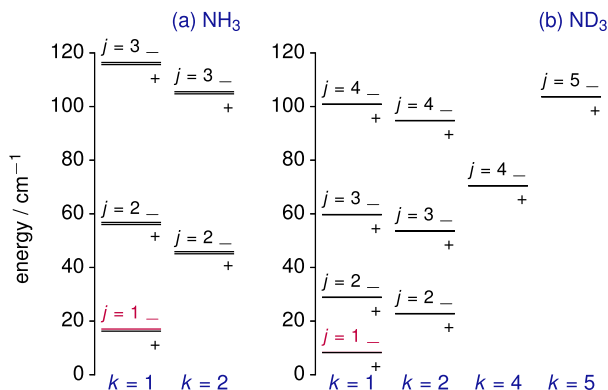 (a) NH3 (b) ND3
energy / cm−1
120
100
80
60
40
20
0
j = 3 −
+
j = 3 −
+
j = 2 −
+
j = 2 −
+
j = 1 −
+
k = 1 k = 2
120
100
80
60
40
20
0
j = 4 −
+
j = 4 −
+
j = 5 −
+
j = 4 −
+
j = 3 −
+
j = 3 −
+
j = 2 −
+
j = 2 −
+
j = 1 −
+
k = 1 k = 2 k = 4 k = 5